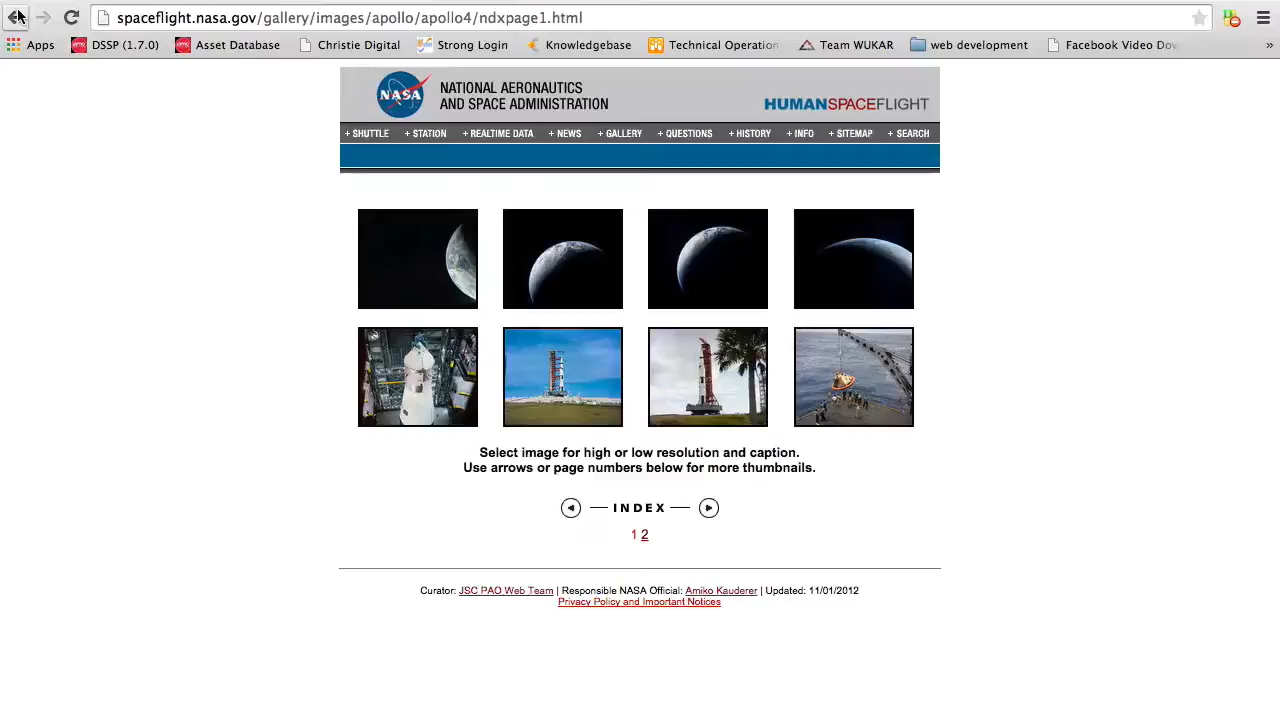 spaceflight.nasa.gov/gallery/images/apollo/apollo4/ndxpage1.html
Apps DSSP (1.7.0) Asset Database Christie Digital Strong Login Knowledgebase Technical Operation Team WUKAR web development Facebook Video Dow »
NASA NATIONAL AERONAUTICS
AND SPACE ADMINISTRATION HUMANSPACEFLIGHT
+ SHUTTLE + STATION + REALTIME DATA + NEWS + GALLERY + QUESTIONS + HISTORY + INFO + SITEMAP + SEARCH
Select image for high or low resolution and caption.
Use arrows or page numbers below for more thumbnails.
INDEX
1 2
Curator: JSC PAO Web Team | Responsible NASA Official: Amiko Kauderer | Updated: 11/01/2012
Privacy Policy and Important Notices